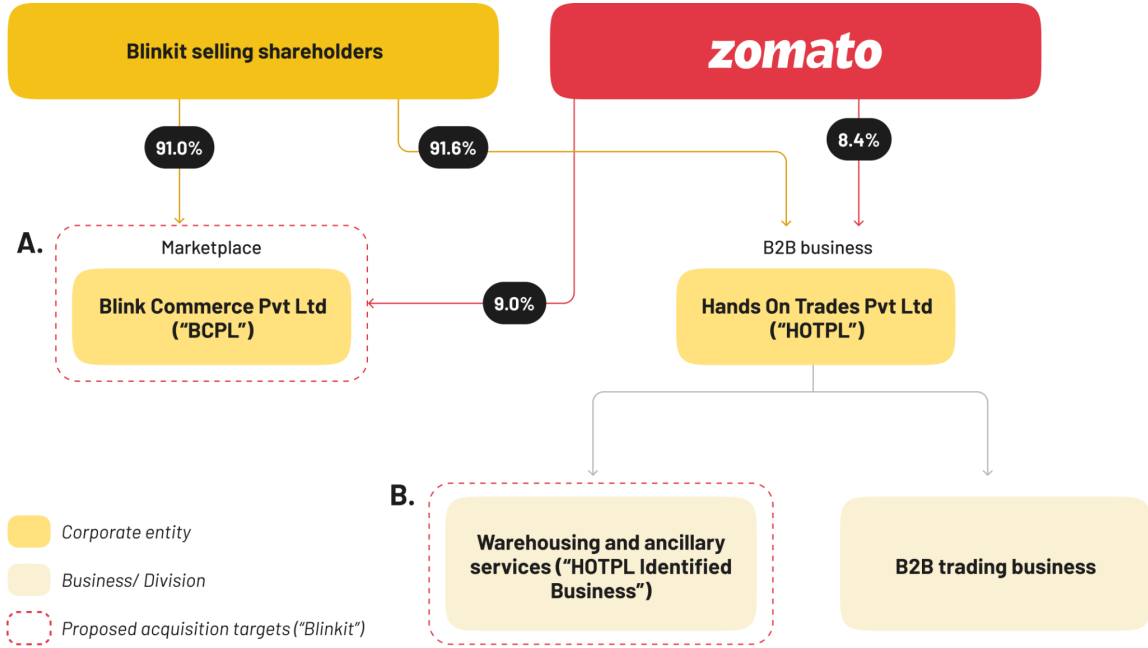 Blinkit selling shareholders
zomato
91.0%
91.6%
8.4%
A.
Marketplace
B2B business
Blink Commerce Pvt Ltd
(“BCPL”)
9.0%
Hands On Trades Pvt Ltd
(“HOTPL”)
B.
Warehousing and ancillary
services (“HOTPL Identified
Business”)
B2B trading business
Corporate entity
Business/ Division
Proposed acquisition targets (“Blinkit”)